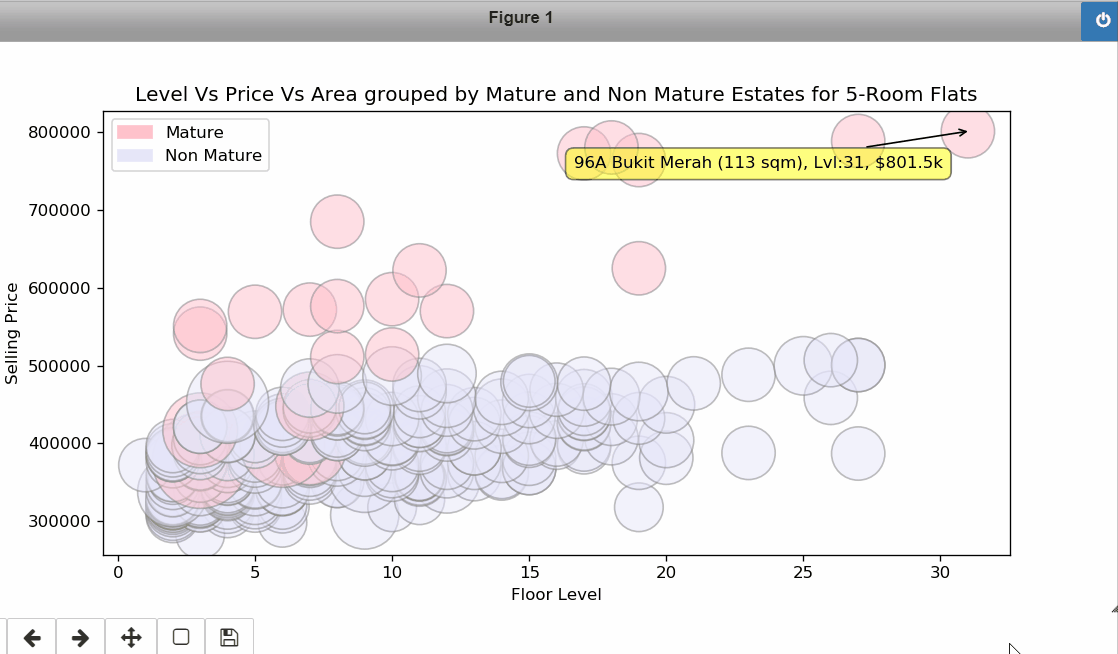 Figure 1
Level Vs Price Vs Area grouped by Mature and Non Mature Estates for 5-Room Flats
Mature
Non Mature
96A Bukit Merah (113 sqm), Lvl:31, $801.5k
Selling Price
800000
700000
600000
500000
400000
300000
0 5 10 15 20 25 30
Floor Level